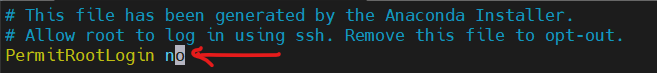 # This file has been generated by the Anaconda Installer.
# Allow root to log in using ssh. Remove this file to opt-out.
PermitRootLogin no